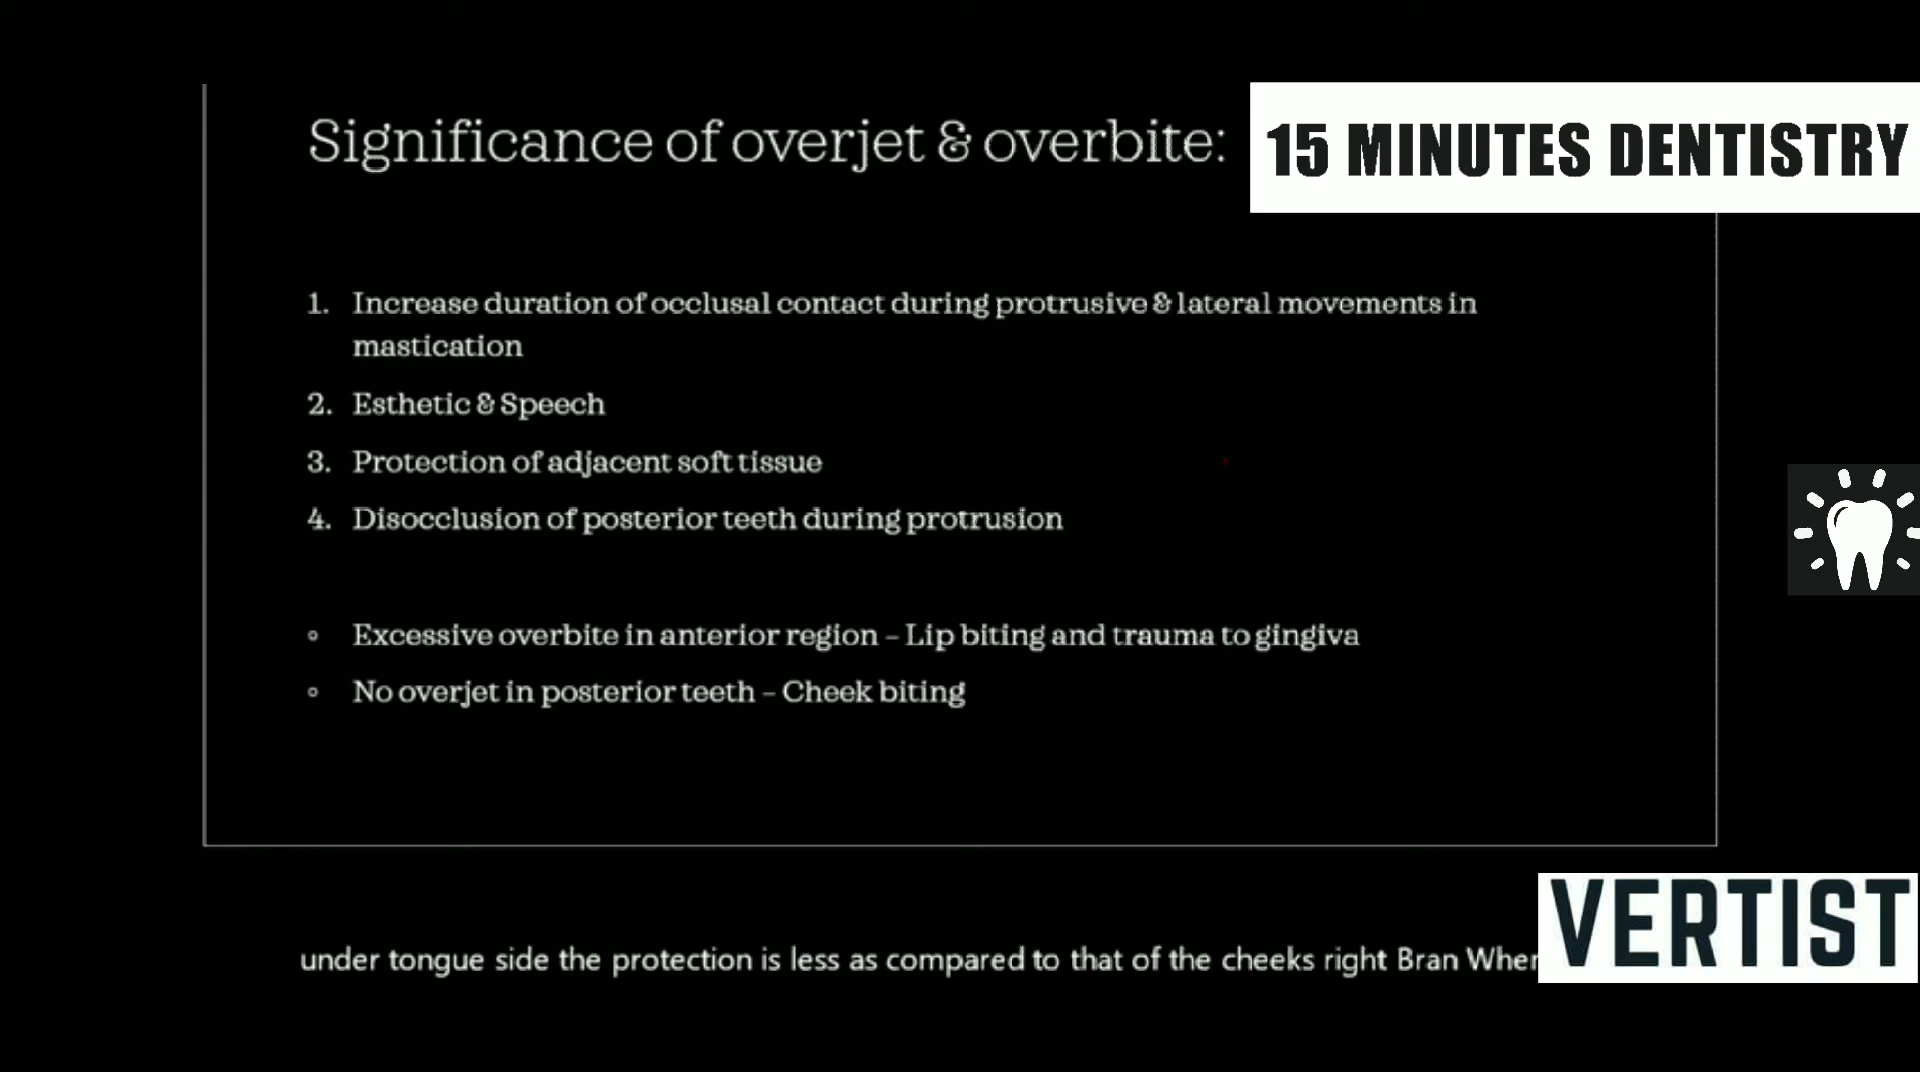 Significance of overjet & overbite:
15 MINUTES DENTISTRY
1. Increase duration of occlusal contact during protrusive & lateral movements in
mastication
2. Esthetic & Speech
3. Protection of adjacent soft tissue
4. Disocclusion of posterior teeth during protrusion
◦ Excessive overbite in anterior region – Lip biting and trauma to gingiva
◦ No overjet in posterior teeth – Cheek biting
under tongue side the protection is less as compared to that of the cheeks right Bran
VERTIST